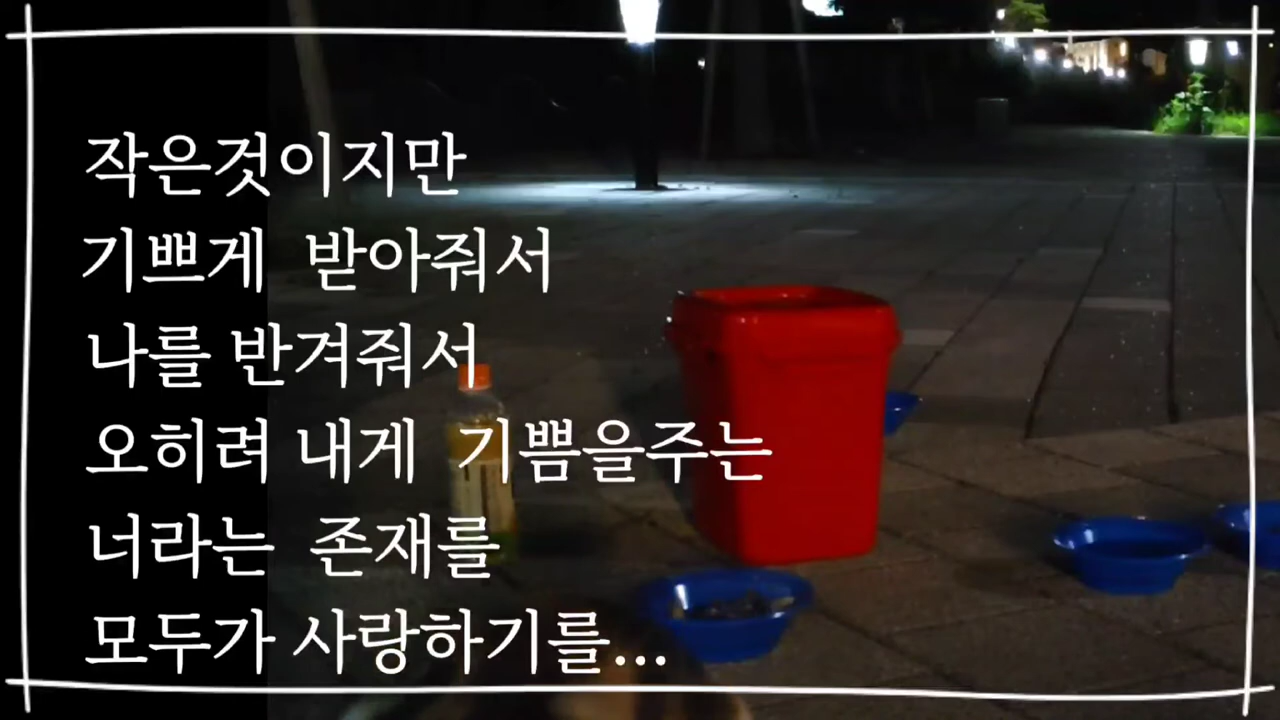 작은것이지만
기쁘게 받아줘서
나를 반겨줘서
오히려 내게 기쁨을주는
너라는 존재를
모두가 사랑하기를...